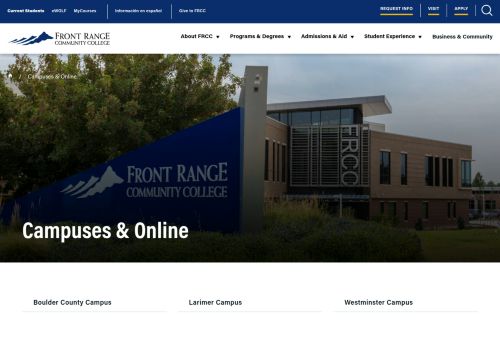 Current Students eWOLF MyCourses Información en español Give to FRCC REQUEST INFO VISIT APPLY
FRONT RANGE
COMMUNITY COLLEGE
About FRCC Programs & Degrees Admissions & Aid Student Experience Business & Community
/ Campuses & Online
FRCC
FRONT RANGE
COMMUNITY COLLEGE
Campuses & Online
Boulder County Campus Larimer Campus Westminster Campus